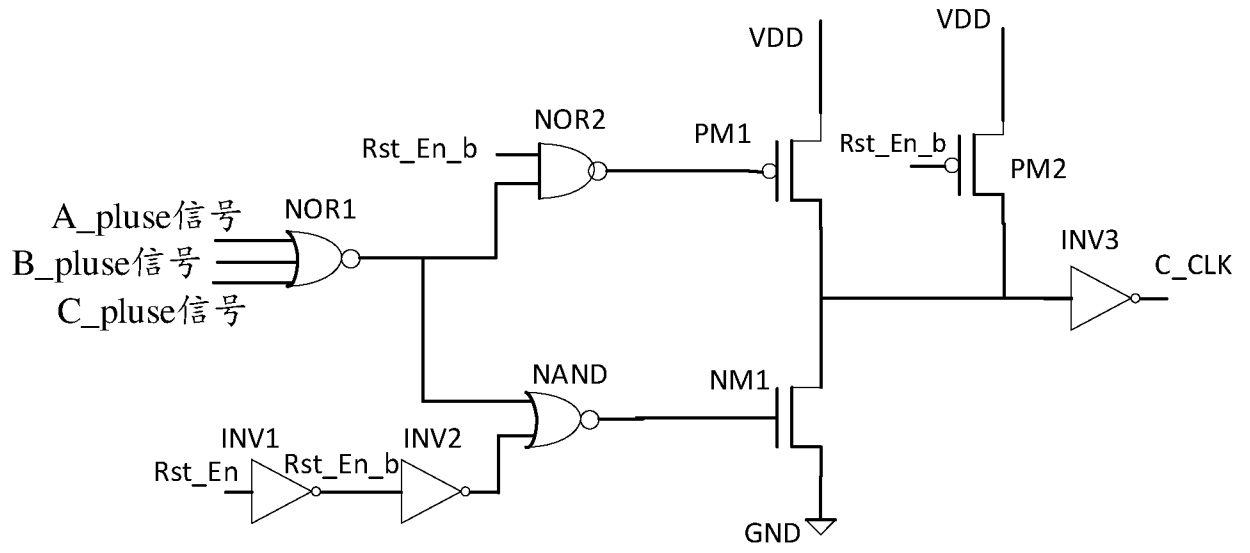 VDD
VDD
NOR2
PM1
Rst_En_b
Rst_En_b
PM2
A_pluse信号
NOR1
B_pluse信号
INV3
C_CLK
C_pluse信号
NAND
NM1
INV1
INV2
Rst_En
Rst_En_b
GND